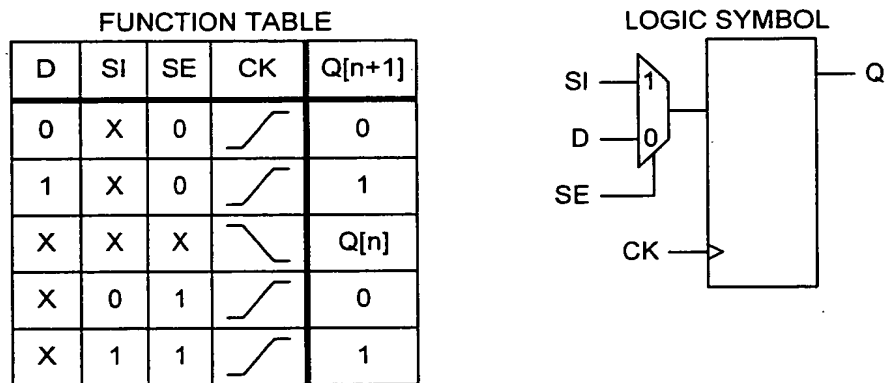 FUNCTION TABLE
D SI SE CK Q[n+1]
0 X 0 0
1 X 0 1
X X X Q[n]
X 0 1 0
X 1 1 1
LOGIC SYMBOL
SI 1 Q
D 0
SE
CK